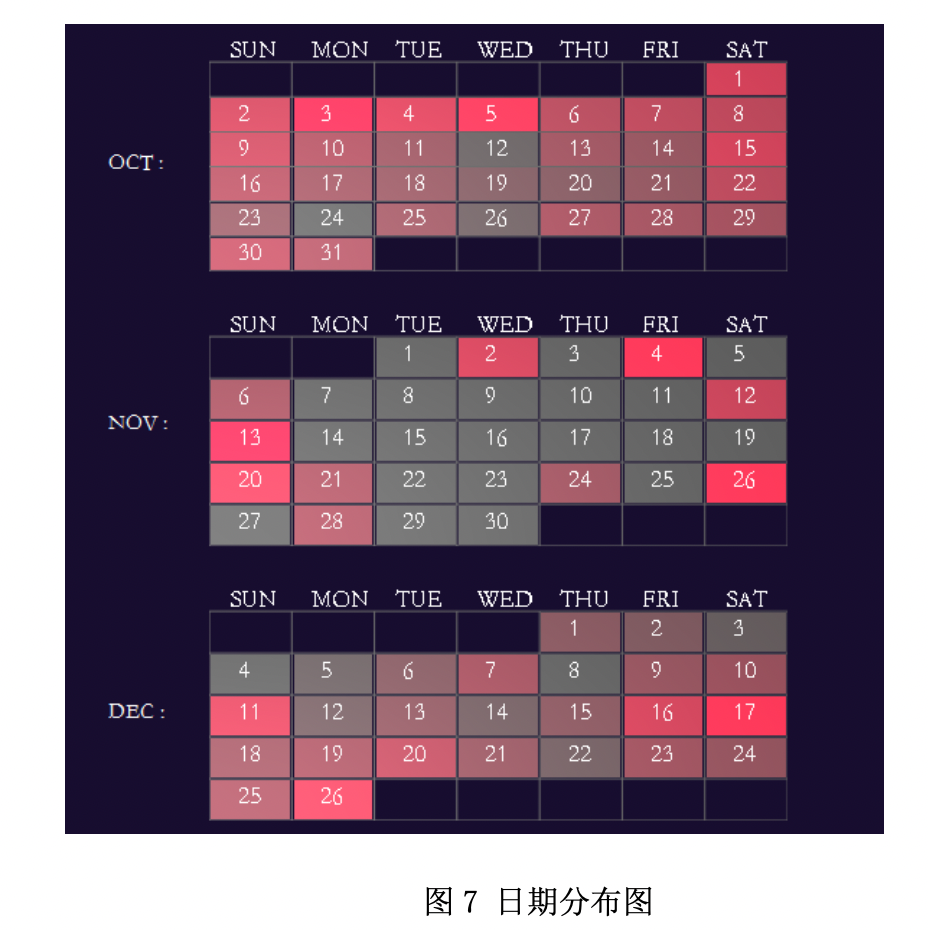 SUN MON TUE WED THU FRI SAT
1
2 3 4 5 6 7 8
OCT :
9 10 11 12 13 14 15
16 17 18 19 20 21 22
23 24 25 26 27 28 29
30 31
SUN MON TUE WED THU FRI SAT
1 2 3 4 5
6 7 8 9 10 11 12
NOV :
13 14 15 16 17 18 19
20 21 22 23 24 25 26
27 28 29 30
SUN MON TUE WED THU FRI SAT
1 2 3
4 5 6 7 8 9 10
DEC :
11 12 13 14 15 16 17
18 19 20 21 22 23 24
25 26
图 7 日期分布图